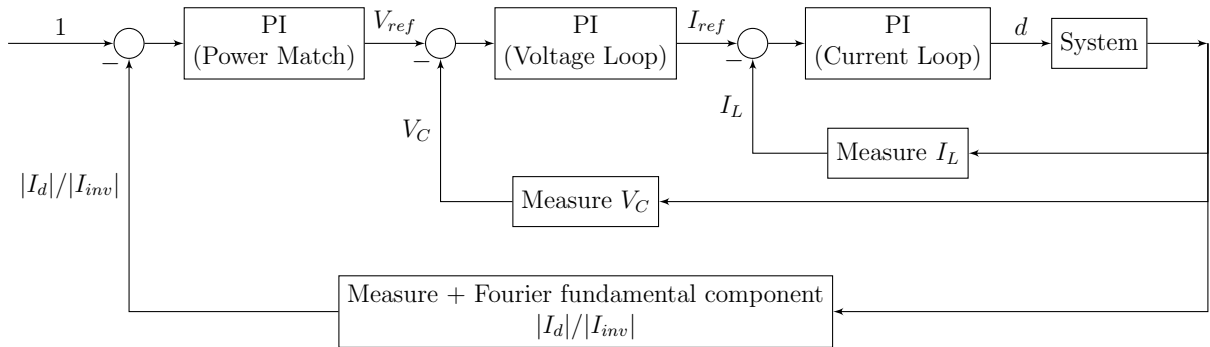 1
−
PI
(Power Match)
V_ref
−
PI
(Voltage Loop)
I_ref
−
PI
(Current Loop)
d
System
I_L
Measure I_L
V_C
Measure V_C
|I_d|/|I_inv|
Measure + Fourier fundamental component
|I_d|/|I_inv|